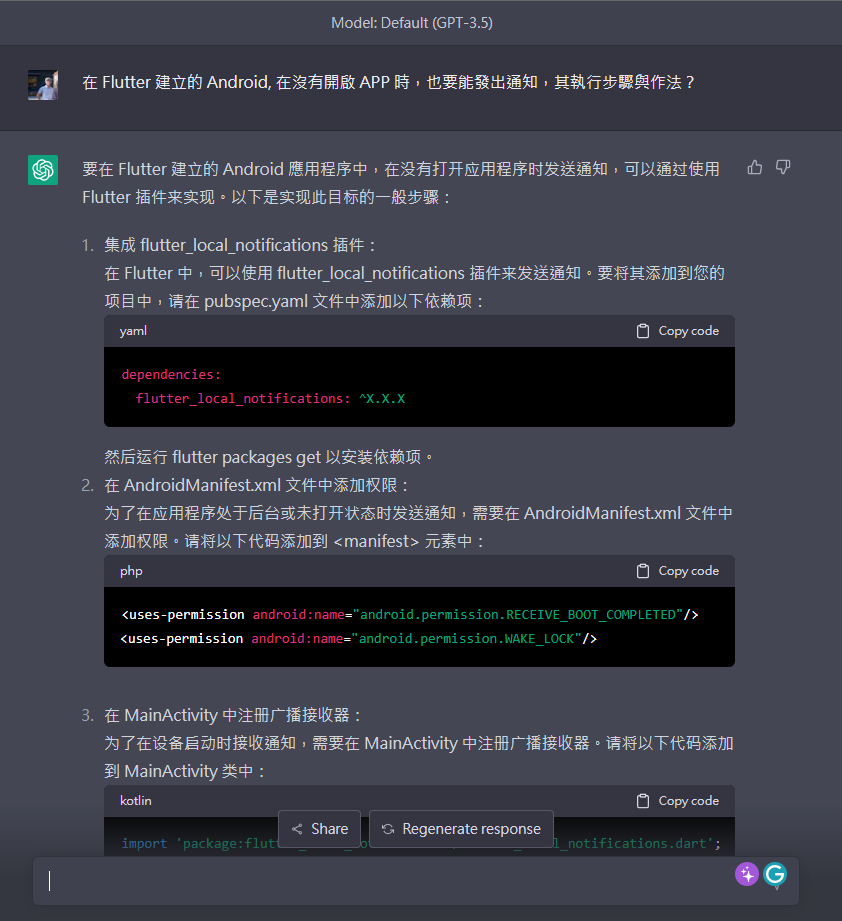 Model: Default (GPT-3.5)
在 Flutter 建立的 Android, 在沒有開啟 APP 時，也要能發出通知，其執行步驟與作法？
要在 Flutter 建立的 Android 應用程序中，在没有打开应用程序时发送通知，可以通过使用
Flutter 插件来实现。以下是实现此目标的一般步骤：
1. 集成 flutter_local_notifications 插件：
在 Flutter 中，可以使用 flutter_local_notifications 插件来发送通知。要将其添加到您的
项目中，请在 pubspec.yaml 文件中添加以下依赖项：
yaml
Copy code
dependencies:
flutter_local_notifications: ^X.X.X
然后运行 flutter packages get 以安装依赖项。
2. 在 AndroidManifest.xml 文件中添加权限：
为了在应用程序处于后台或未打开状态时发送通知，需要在 AndroidManifest.xml 文件中
添加权限。请将以下代码添加到 <manifest> 元素中：
php
Copy code
<uses-permission android:name="android.permission.RECEIVE_BOOT_COMPLETED"/>
<uses-permission android:name="android.permission.WAKE_LOCK"/>
3. 在 MainActivity 中注册广播接收器：
为了在设备启动时接收通知，需要在 MainActivity 中注册广播接收器。请将以下代码添加
到 MainActivity 类中：
kotlin
Copy code
Share
Regenerate response
import 'package:flut l_notifications.dart';